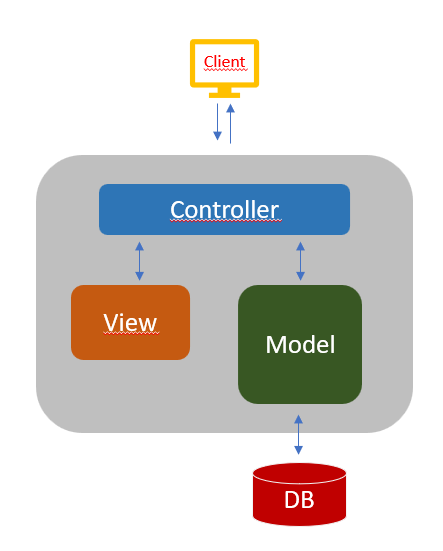 Client
Controller
View
Model
DB